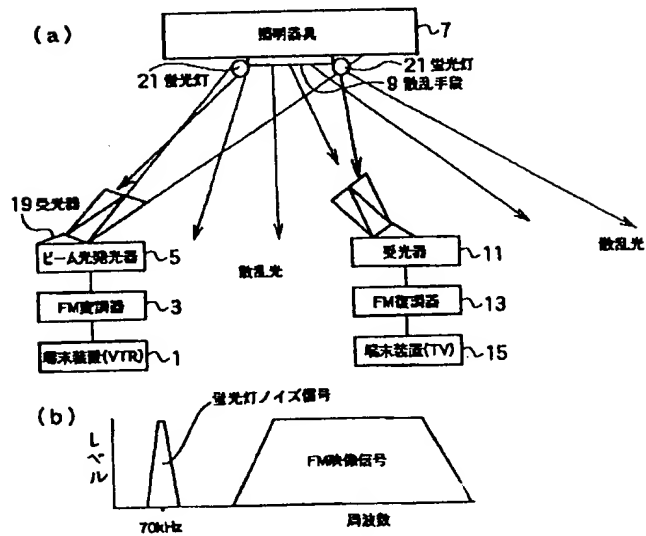 (a)
照明器具 7
21 蛍光灯
21 蛍光灯
9 散乱手段
19 受光器
ビーム光発光器 5
受光器 11
散乱光
散乱光
FM変調器 3
FM復調器 13
端末装置(VTR) 1
端末装置(TV) 15
(b)
蛍光灯ノイズ信号
レベル
FM映像信号
70kHz
周波数